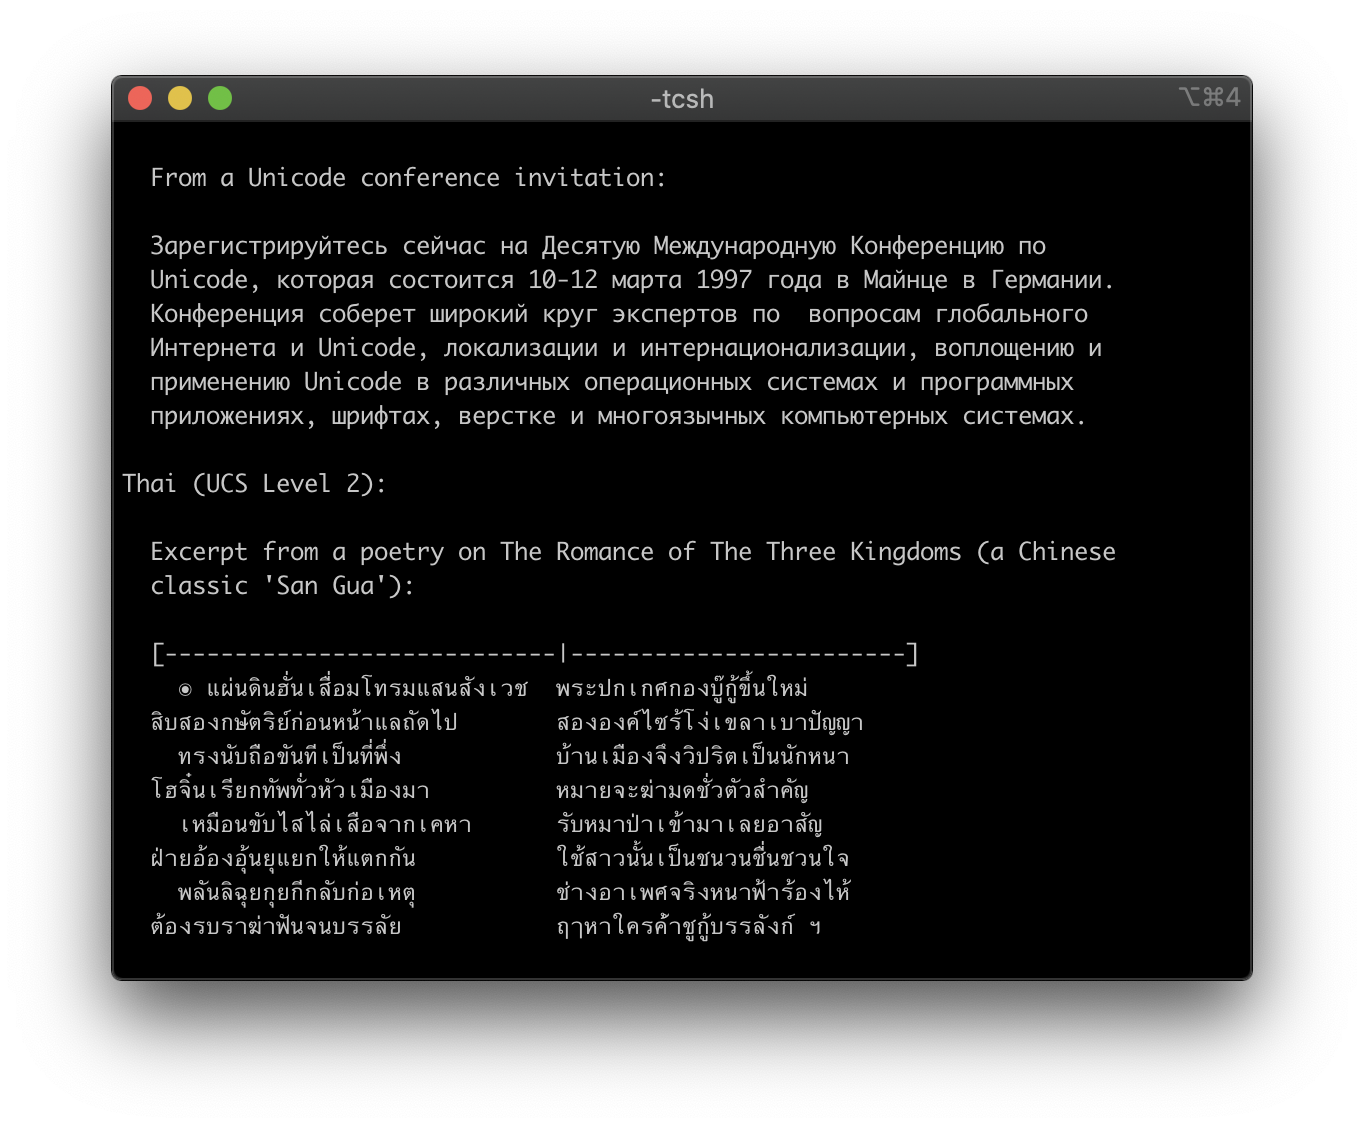 -tcsh ⌥⌘4
From a Unicode conference invitation:
Зарегистрируйтесь сейчас на Десятую Международную Конференцию по
Unicode, которая состоится 10-12 марта 1997 года в Майнце в Германии.
Конференция соберет широкий круг экспертов по  вопросам глобального
Интернета и Unicode, локализации и интернационализации, воплощению и
применению Unicode в различных операционных системах и программных
приложениях, шрифтах, верстке и многоязычных компьютерных системах.
Thai (UCS Level 2):
Excerpt from a poetry on The Romance of The Three Kingdoms (a Chinese
classic 'San Gua'):
[----------------------------|------------------------]
๏ แผ่นดินฮั่นเสื่อมโทรมแสนสังเวช  พระปกเกศกองบู๊กู้ขึ้นใหม่
สิบสองกษัตริย์ก่อนหน้าแลถัดไป       สององค์ไซร้โง่เขลาเบาปัญญา
ทรงนับถือขันทีเป็นที่พึ่ง           บ้านเมืองจึงวิปริตเป็นนักหนา
โฮจิ๋นเรียกทัพทั่วหัวเมืองมา         หมายจะฆ่ามดชั่วตัวสำคัญ
เหมือนขับไสไล่เสือจากเคหา      รับหมาป่าเข้ามาเลยอาสัญ
ฝ่ายอ้องอุ้นยุแยกให้แตกกัน          ใช้สาวนั้นเป็นชนวนชื่นชวนใจ
พลันลิฉุยกุยกีกลับก่อเหตุ          ช่างอาเพศจริงหนาฟ้าร้องไห้
ต้องรบราฆ่าฟันจนบรรลัย           ฤๅหาใครค้ำชูกู้บรรลังก์ ฯ